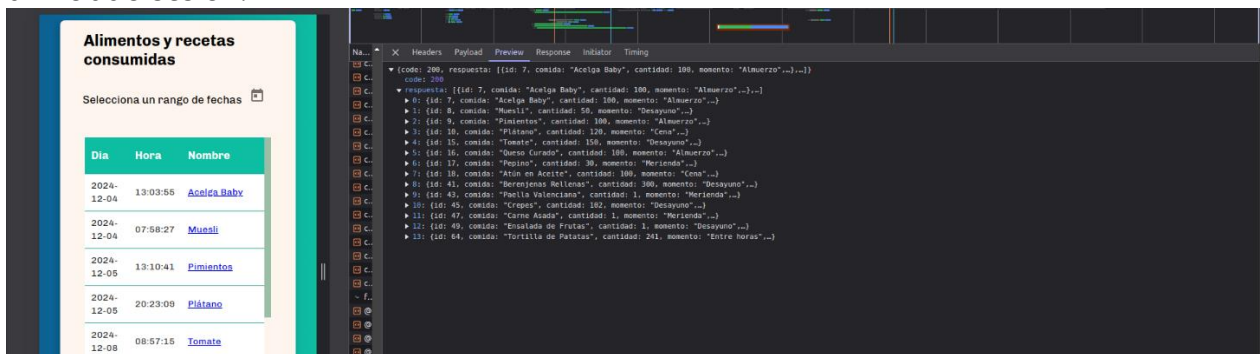 Alimentos y recetas
consumidas
Selecciona un rango de fechas
Dia Hora Nombre
2024-
12-04
13:03:55 Acelga Baby
2024-
12-04
07:58:27 Muesli
2024-
12-05
13:10:41 Pimientos
2024-
12-05
20:23:09 Plátano
2024-
12-08
08:57:15 Tomate
Na... Headers Payload Preview Response Initiator Timing
{code: 200, respuesta: [{id: 7, comida: "Acelga Baby", cantidad: 100, momento: "Almuerzo",…},…]}
code: 200
respuesta: [{id: 7, comida: "Acelga Baby", cantidad: 100, momento: "Almuerzo",…},…]
0: {id: 7, comida: "Acelga Baby", cantidad: 100, momento: "Almuerzo",…}
1: {id: 8, comida: "Muesli", cantidad: 50, momento: "Desayuno",…}
2: {id: 9, comida: "Pimientos", cantidad: 100, momento: "Almuerzo",…}
3: {id: 10, comida: "Plátano", cantidad: 120, momento: "Cena",…}
4: {id: 15, comida: "Tomate", cantidad: 150, momento: "Desayuno",…}
5: {id: 16, comida: "Queso Curado", cantidad: 100, momento: "Almuerzo",…}
6: {id: 17, comida: "Pepino", cantidad: 30, momento: "Merienda",…}
7: {id: 18, comida: "Atún en Aceite", cantidad: 100, momento: "Cena",…}
8: {id: 41, comida: "Berenjenas Rellenas", cantidad: 300, momento: "Desayuno",…}
9: {id: 43, comida: "Paella Valenciana", cantidad: 1, momento: "Merienda",…}
10: {id: 45, comida: "Crepes", cantidad: 102, momento: "Desayuno",…}
11: {id: 47, comida: "Carne Asada", cantidad: 1, momento: "Merienda",…}
12: {id: 49, comida: "Ensalada de Frutas", cantidad: 1, momento: "Desayuno",…}
13: {id: 64, comida: "Tortilla de Patatas", cantidad: 241, momento: "Entre horas",…}